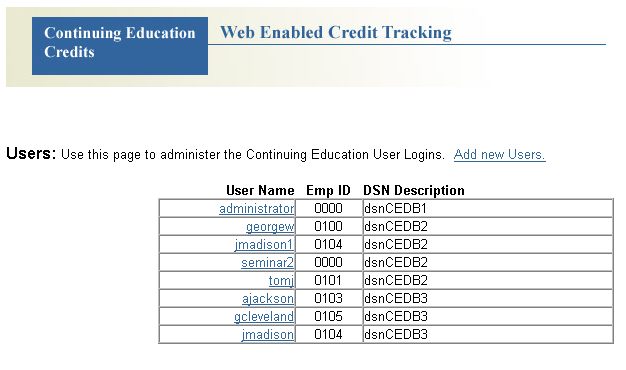 Continuing Education
Credits
Web Enabled Credit Tracking
Users: Use this page to administer the Continuing Education User Logins. Add new Users.
User Name Emp ID DSN Description
administrator 0000 dsnCEDB1
georgew 0100 dsnCEDB2
jmadison1 0104 dsnCEDB2
seminar2 0000 dsnCEDB2
tomj 0101 dsnCEDB2
ajackson 0103 dsnCEDB3
gcleveland 0105 dsnCEDB3
jmadison 0104 dsnCEDB3